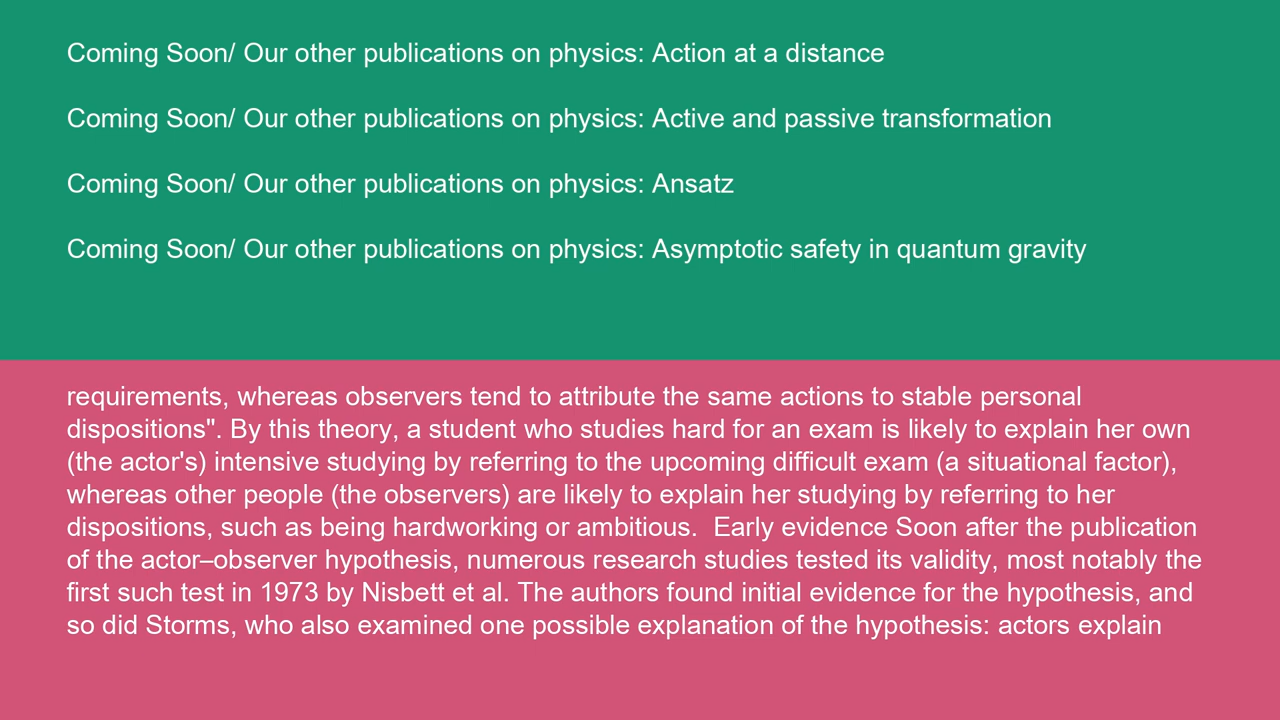 Coming Soon/ Our other publications on physics: Action at a distance
Coming Soon/ Our other publications on physics: Active and passive transformation
Coming Soon/ Our other publications on physics: Ansatz
Coming Soon/ Our other publications on physics: Asymptotic safety in quantum gravity
requirements, whereas observers tend to attribute the same actions to stable personal
dispositions". By this theory, a student who studies hard for an exam is likely to explain her own
(the actor's) intensive studying by referring to the upcoming difficult exam (a situational factor),
whereas other people (the observers) are likely to explain her studying by referring to her
dispositions, such as being hardworking or ambitious.  Early evidence Soon after the publication
of the actor–observer hypothesis, numerous research studies tested its validity, most notably the
first such test in 1973 by Nisbett et al. The authors found initial evidence for the hypothesis, and
so did Storms, who also examined one possible explanation of the hypothesis: actors explain